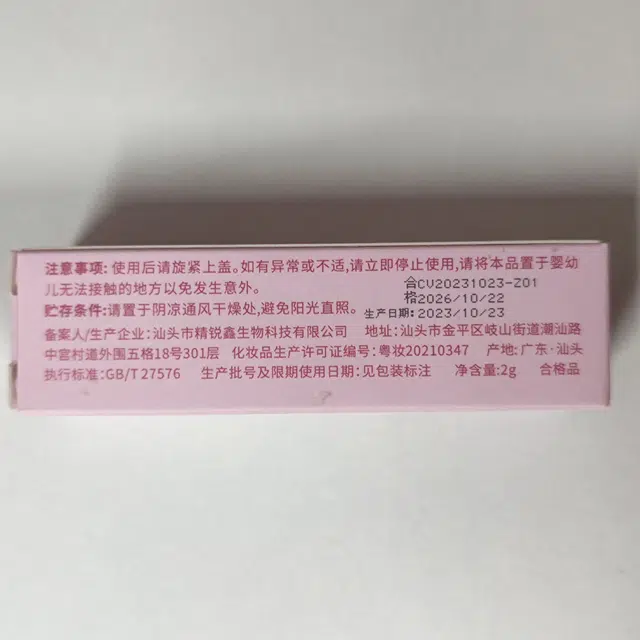 注意事项: 使用后请旋紧上盖。如有异常或不适,请立即停止使用,请将本品置于婴幼
儿无法接触的地方以免发生意外。
合CV20231023-Z01
格2026/10/22
贮存条件:请置于阴凉通风干燥处,避免阳光直照。
生产日期:2023/10/23
备案人/生产企业: 汕头市精锐鑫生物科技有限公司 地址: 汕头市金平区岐山街道潮汕路
中宫村道外围五格18号301层 化妆品生产许可证编号: 粤妆20210347 产地: 广东·汕头
执行标准:GB/T 27576 生产批号及限期使用日期: 见包装标注 净含量:2g 合格品